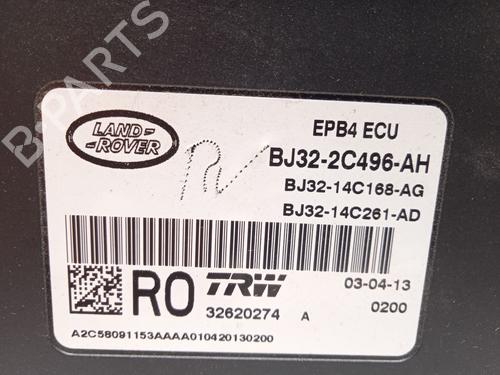 B-PARTS
LAND-
ROVER
EPB4 ECU
BJ32-2C496-AH
BJ32-14C168-AG
BJ32-14C261-AD
RO TRW 03-04-13
32620274 A 0200
A2C58091153AAAA010420130200